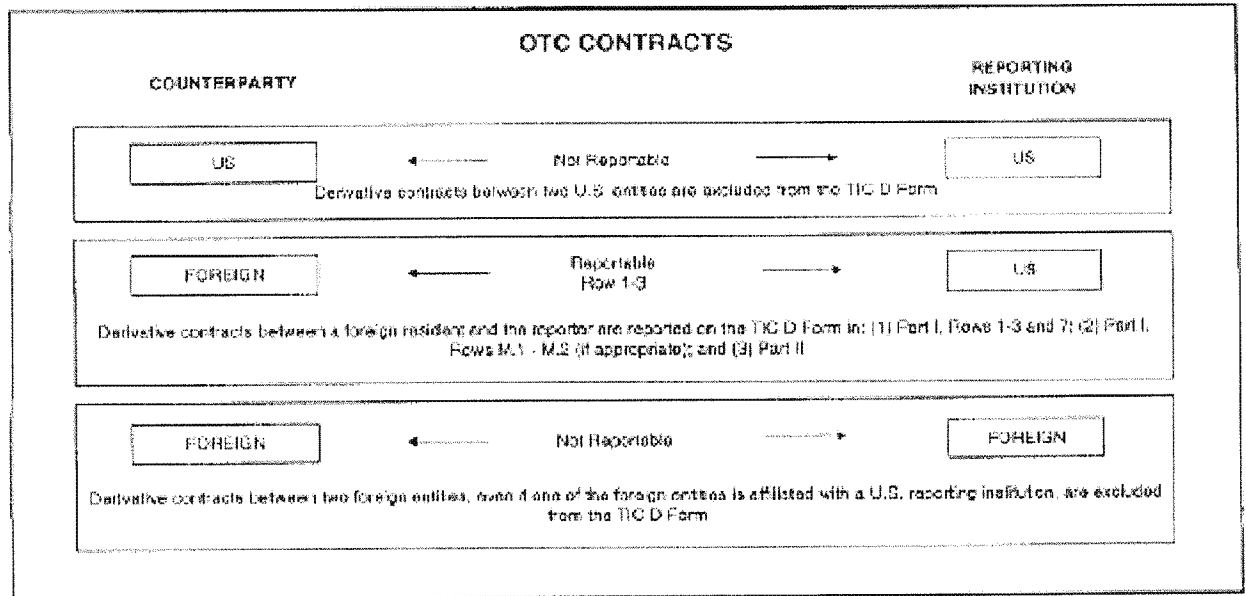 OTC CONTRACTS
COUNTERPARTY
REPORTING
INSTITUTION
US
Not Reportable
US
Derivative contracts between two U.S. entities are excluded from the TIC D Form
FOREIGN
Reportable
Row 1-3
US
Derivative contracts between a foreign resident and the reporter are reported on the TIC D Form in: (1) Part I, Rows 1-3 and 7; (2) Part I,
Rows M.1 - M.2 (if appropriate); and (3) Part II
FOREIGN
Not Reportable
FOREIGN
Derivative contracts between two foreign entities, even if one of the foreign entities is affiliated with a U.S. reporting institution, are excluded
from the TIC D Form